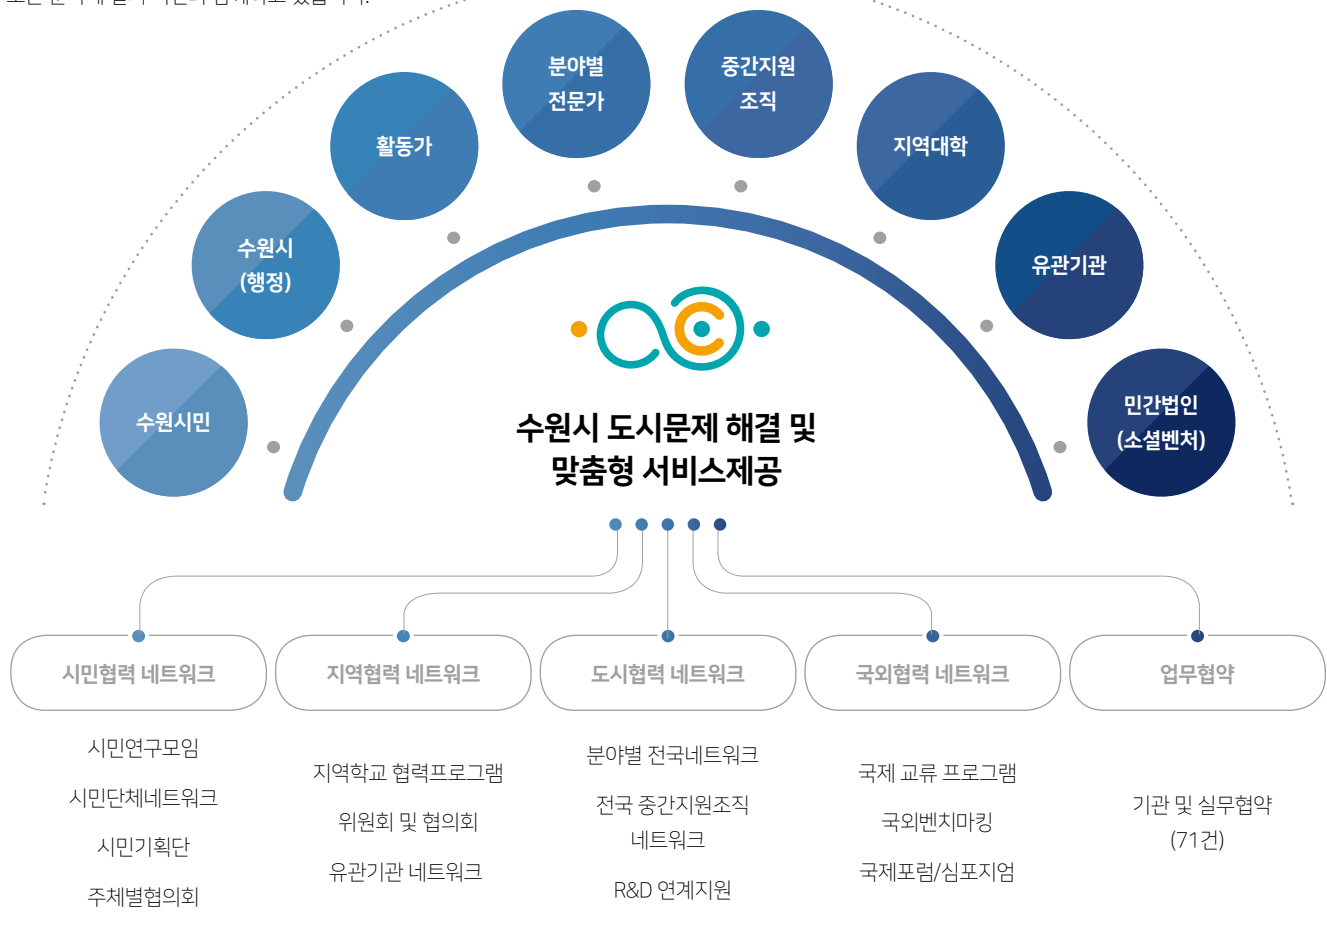 분야별
전문가
중간지원
조직
활동가
지역대학
수원시
(행정)
유관기관
수원시민
민간법인
(소셜벤처)
수원시 도시문제 해결 및
맞춤형 서비스제공
시민협력 네트워크
지역협력 네트워크
도시협력 네트워크
국외협력 네트워크
업무협약
시민연구모임
시민단체네트워크
시민기획단
주체별협의회
지역학교 협력프로그램
위원회 및 협의회
유관기관 네트워크
분야별 전국네트워크
전국 중간지원조직
네트워크
R&D 연계지원
국제 교류 프로그램
국외벤치마킹
국제포럼/심포지엄
기관 및 실무협약
(71건)